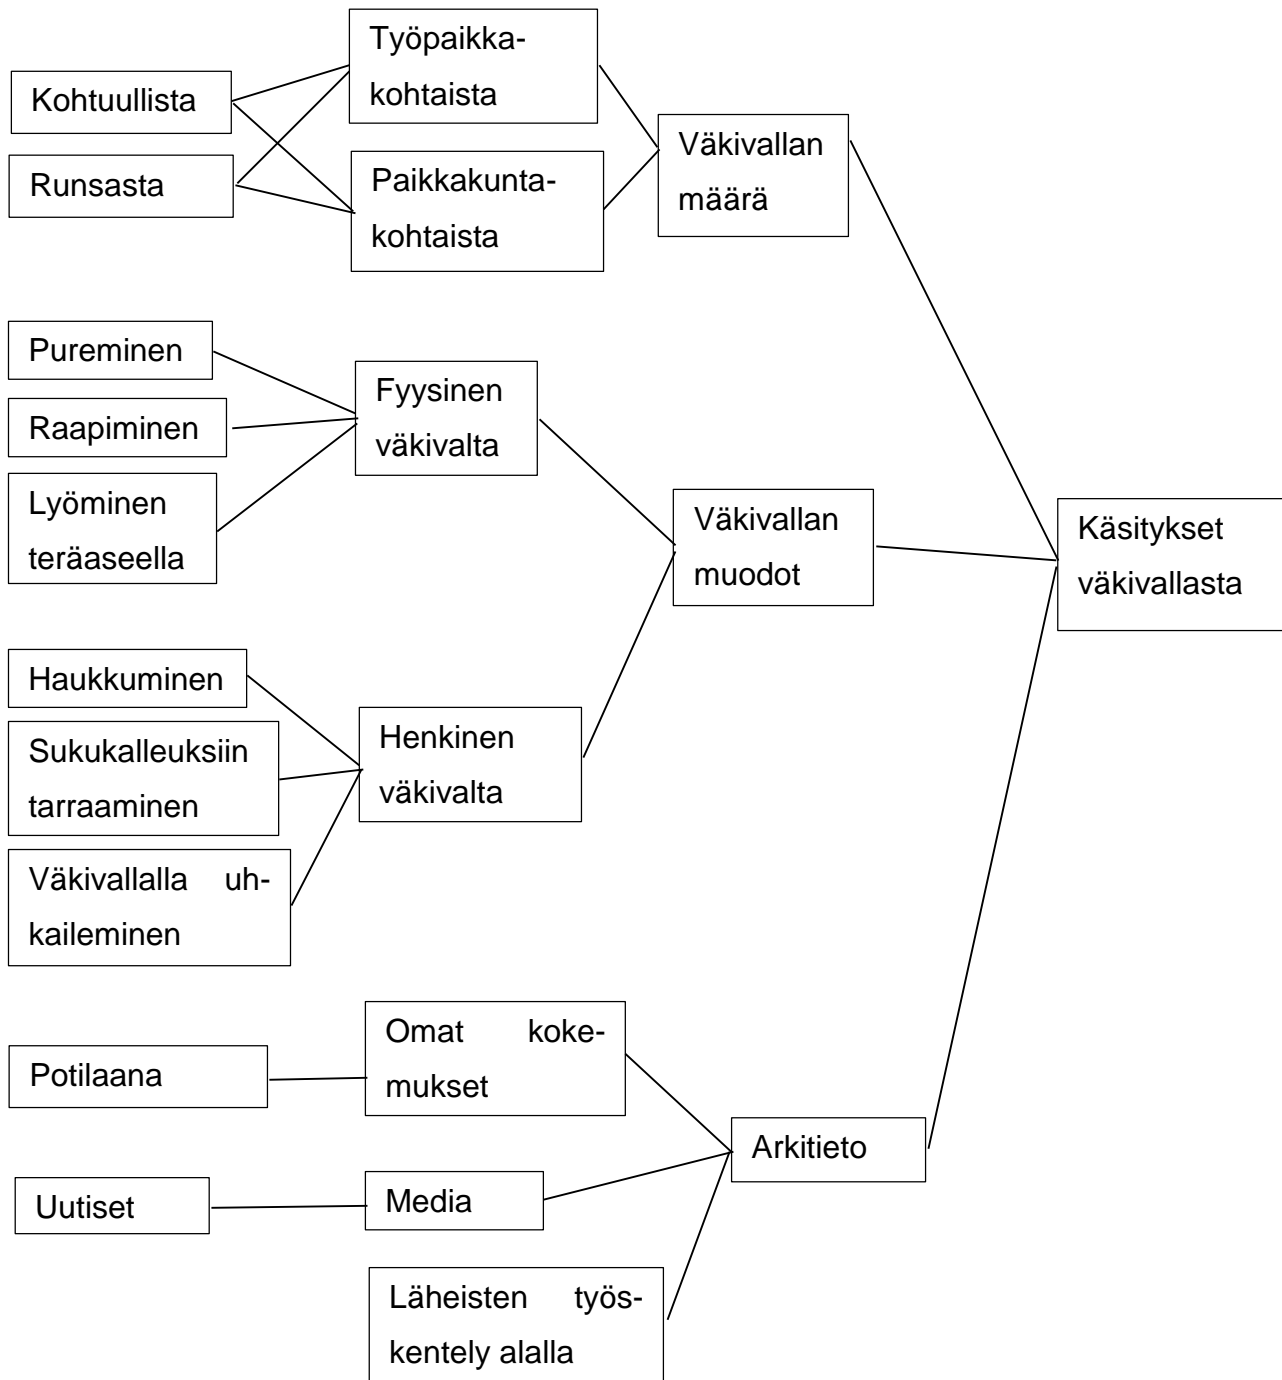 Kohtuullista
Runsasta
Työpaikka-
kohtaista
Paikkakunta-
kohtaista
Väkivallan
määrä
Pureminen
Raapiminen
Lyöminen
teräaseella
Fyysinen
väkivalta
Väkivallan
muodot
Käsitykset
väkivallasta
Haukkuminen
Sukukalleuksiin
tarraaminen
Väkivallalla uh-
kaileminen
Henkinen
väkivalta
Potilaana
Omat koke-
mukset
Uutiset
Media
Läheisten työs-
kentely alalla
Arkitieto